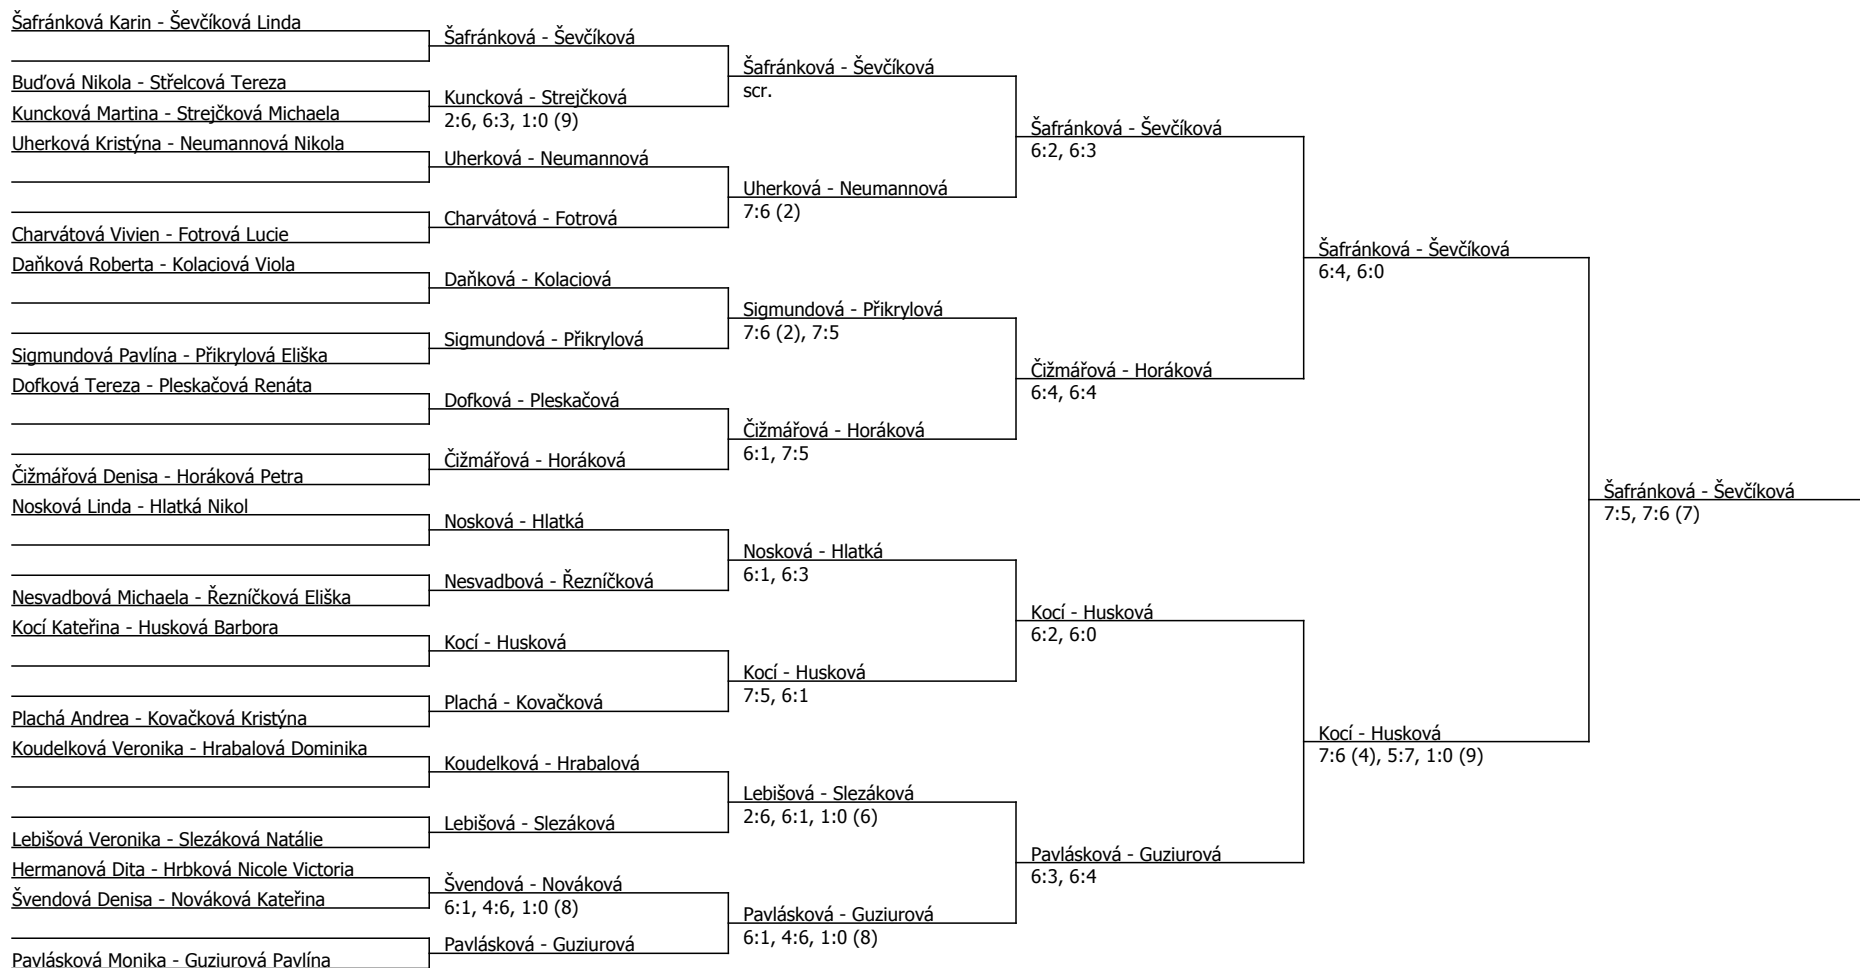 Šafránková Karin - Ševčíková Linda
Buďová Nikola - Střelcová Tereza
Kuncková Martina - Strejčková Michaela
Uherková Kristýna - Neumannová Nikola
Charvátová Vivien - Fotrová Lucie
Daňková Roberta - Kolaciová Viola
Sigmundová Pavlína - Přikrylová Eliška
Dofková Tereza - Pleskačová Renáta
Čižmářová Denisa - Horáková Petra
Nosková Linda - Hlatká Nikol
Nesvadbová Michaela - Řezníčková Eliška
Kocí Kateřina - Husková Barbora
Plachá Andrea - Kovačková Kristýna
Koudelková Veronika - Hrabalová Dominika
Lebišová Veronika - Slezáková Natálie
Hermanová Dita - Hrbková Nicole Victoria
Švendová Denisa - Nováková Kateřina
Pavlásková Monika - Guziurová Pavlína
Šafránková - Ševčíková
Kuncková - Strejčková
2:6, 6:3, 1:0 (9)
Uherková - Neumannová
Charvátová - Fotrová
Daňková - Kolaciová
Sigmundová - Přikrylová
Dofková - Pleskačová
Čižmářová - Horáková
Nosková - Hlatká
Nesvadbová - Řezníčková
Kocí - Husková
Plachá - Kovačková
Koudelková - Hrabalová
Lebišová - Slezáková
Švendová - Nováková
6:1, 4:6, 1:0 (8)
Pavlásková - Guziurová
Šafránková - Ševčíková
scr.
Uherková - Neumannová
7:6 (2)
Sigmundová - Přikrylová
7:6 (2), 7:5
Čižmářová - Horáková
6:1, 7:5
Nosková - Hlatká
6:1, 6:3
Kocí - Husková
7:5, 6:1
Lebišová - Slezáková
2:6, 6:1, 1:0 (6)
Pavlásková - Guziurová
6:1, 4:6, 1:0 (8)
Šafránková - Ševčíková
6:2, 6:3
Čižmářová - Horáková
6:4, 6:4
Kocí - Husková
6:2, 6:0
Pavlásková - Guziurová
6:3, 6:4
Šafránková - Ševčíková
6:4, 6:0
Kocí - Husková
7:6 (4), 5:7, 1:0 (9)
Šafránková - Ševčíková
7:5, 7:6 (7)